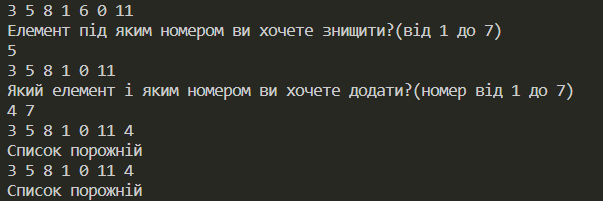 3 5 8 1 6 0 11
Елемент під яким номером ви хочете знищити?(від 1 до 7)
5
3 5 8 1 0 11
Який елемент і яким номером ви хочете додати?(номер від 1 до 7)
4 7
3 5 8 1 0 11 4
Список порожній
3 5 8 1 0 11 4
Список порожній